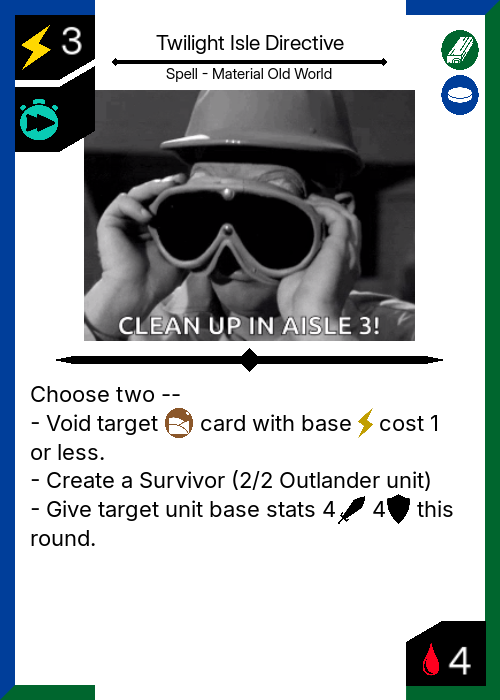 3
Twilight Isle Directive
Spell - Material Old World
CLEAN UP IN AISLE 3!
Choose two --
- Void target card with base cost 1
or less.
- Create a Survivor (2/2 Outlander unit)
- Give target unit base stats 4 4 this
round.
4